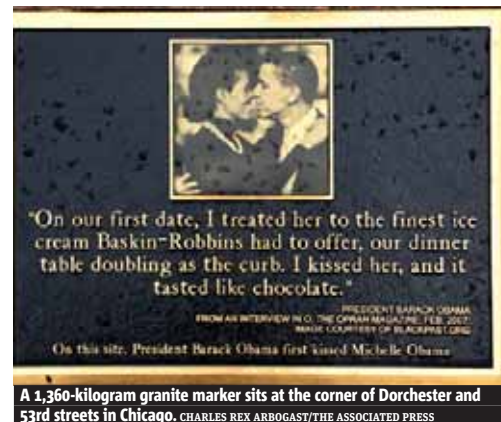 "On our first date, I treated her to the finest ice
cream Baskin-Robbins had to offer, our dinner
table doubling as the curb. I kissed her, and it
tasted like chocolate."
PRESIDENT BARACK OBAMA
FROM AN INTERVIEW IN O, THE OPRAH MAGAZINE, FEB. 2007
IMAGE COURTESY OF BLACKPAST.ORG
On this site, President Barack Obama first kissed Michelle Obama
A 1,360-kilogram granite marker sits at the corner of Dorchester and
53rd streets in Chicago. CHARLES REX ARBOGAST/THE ASSOCIATED PRESS